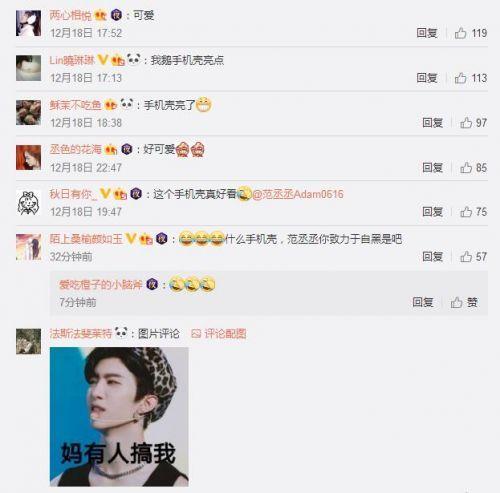 两心相悦：可爱
12月18日 17:52 回复 119
Lin曉琳琳：我鹅手机壳亮点
12月18日 17:13 回复 113
稣茉不吃鱼：手机壳亮了
12月18日 18:38 回复 97
丞色的花海：好可爱
12月18日 22:47 回复 85
秋日有你_：这个手机壳真好看@范丞丞Adam0616
12月18日 19:47 回复 75
陌上桑榆颜如玉：什么手机壳，范丞丞你致力于自黑是吧
32分钟前 回复 57
爱吃橙子的小脑斧：
7分钟前 回复 赞
法斯法斐莱特：图片评论 评论配图
妈有人搞我